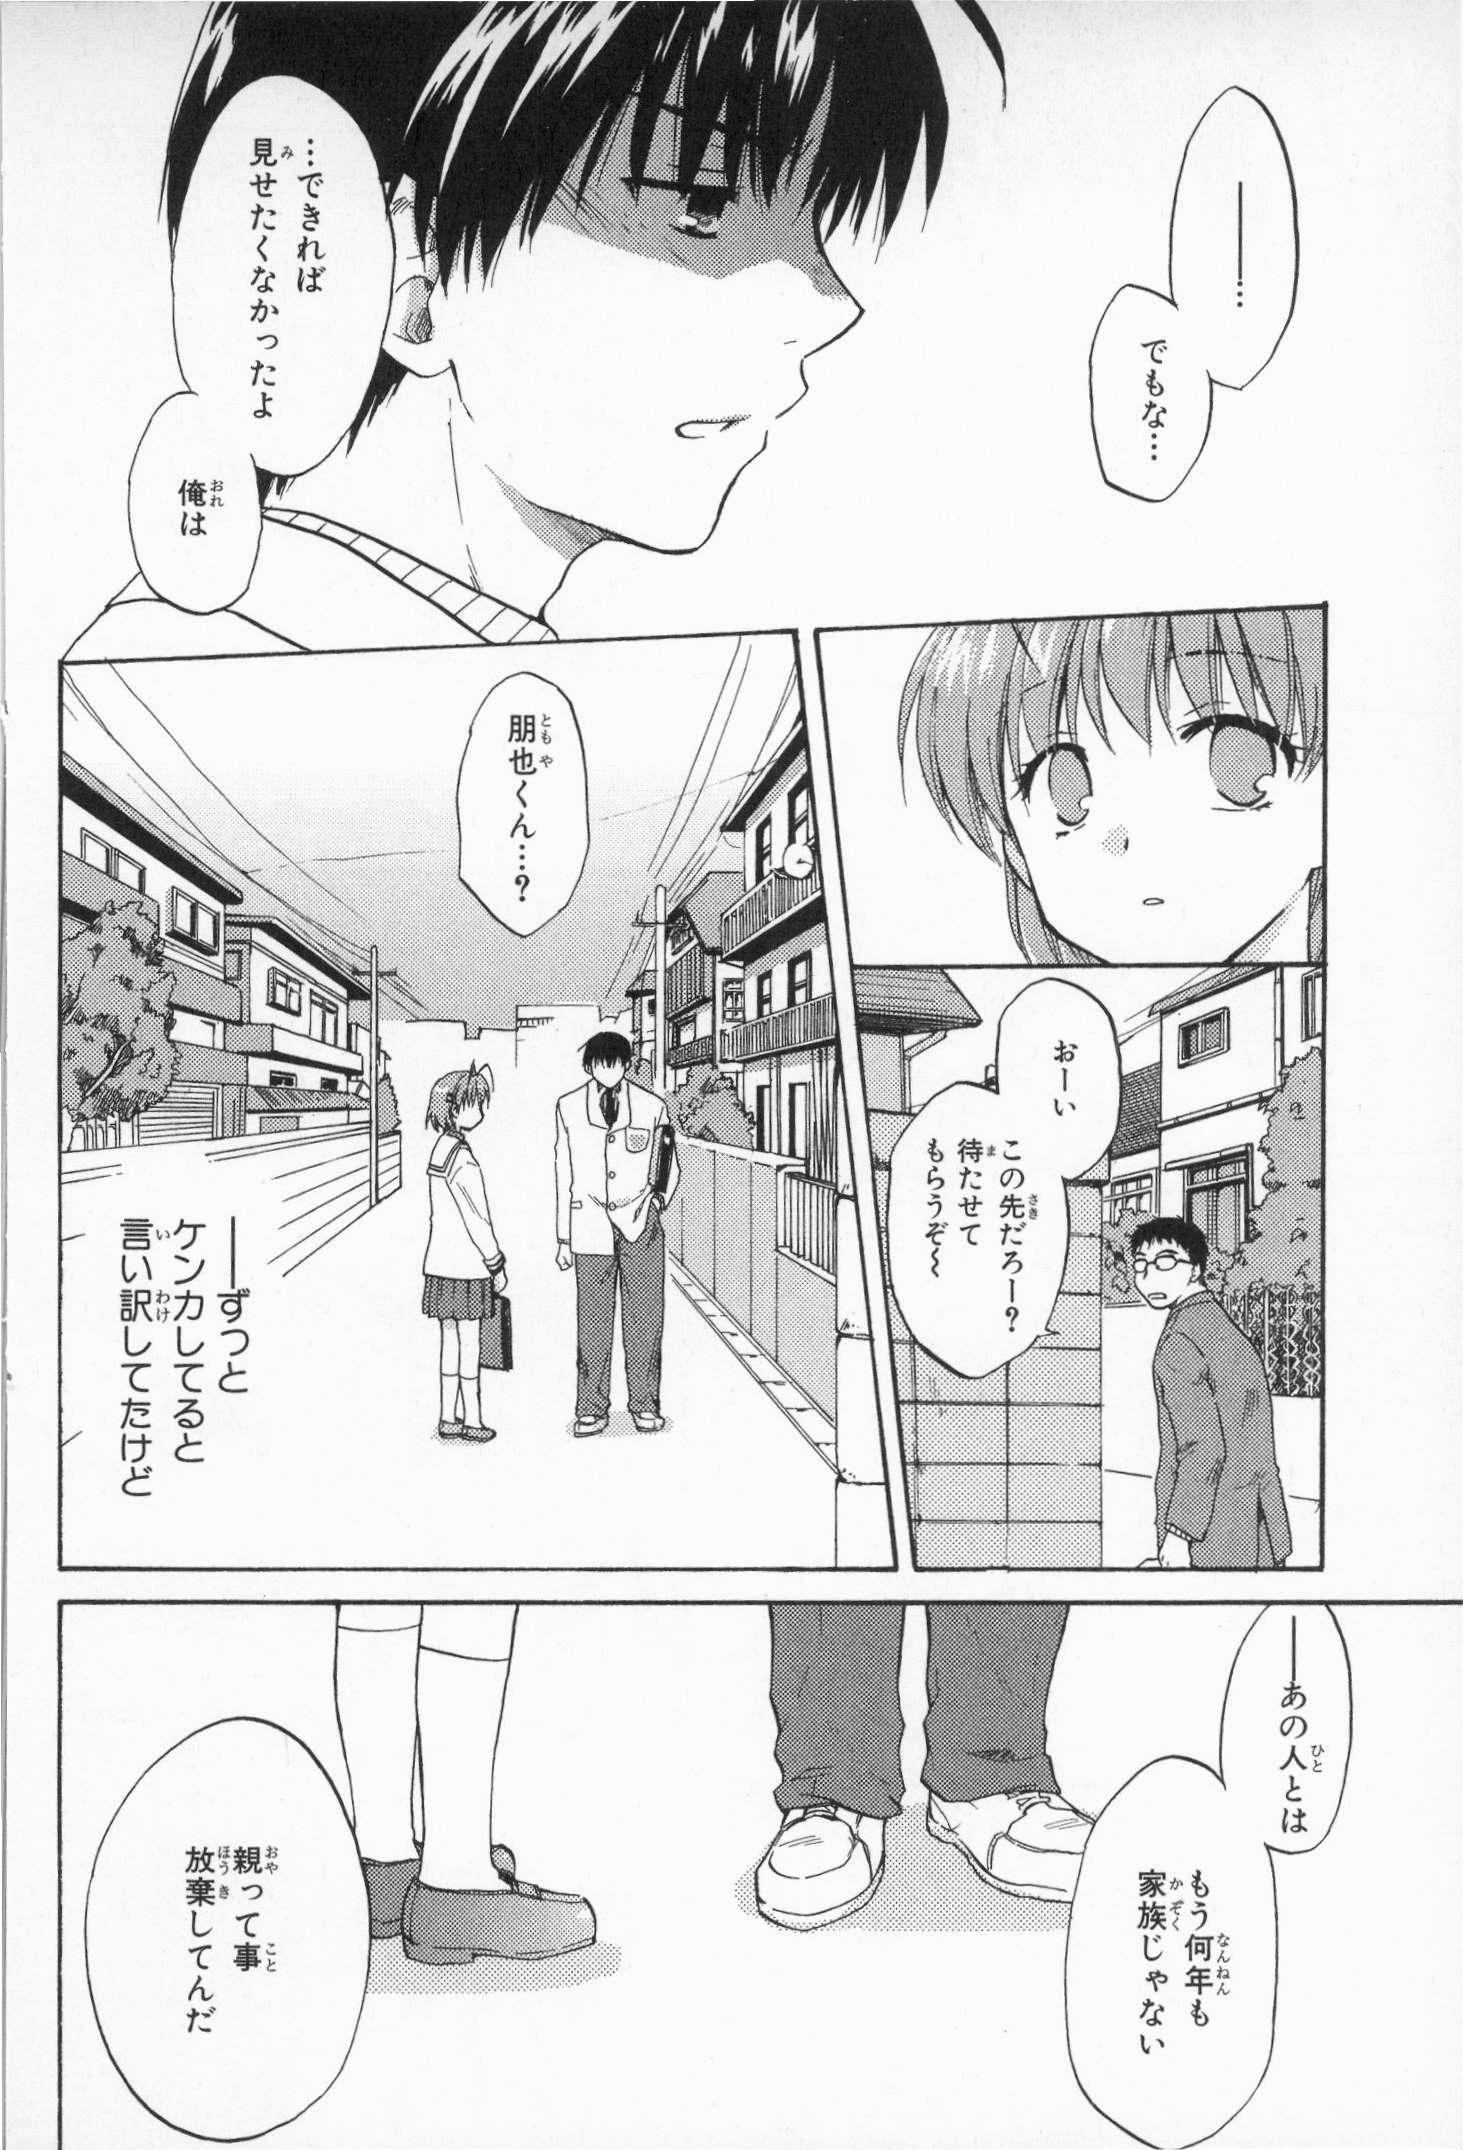 ――…
でもな…
…できれば
見せたくなかったよ
俺は
おーい
この先だろー？
待たせて
もらうぞ～
朋也くん…？
――ずっと
ケンカしてると
言い訳してたけど
――あの人とは
もう何年も
家族じゃない
親って事
放棄してんだ